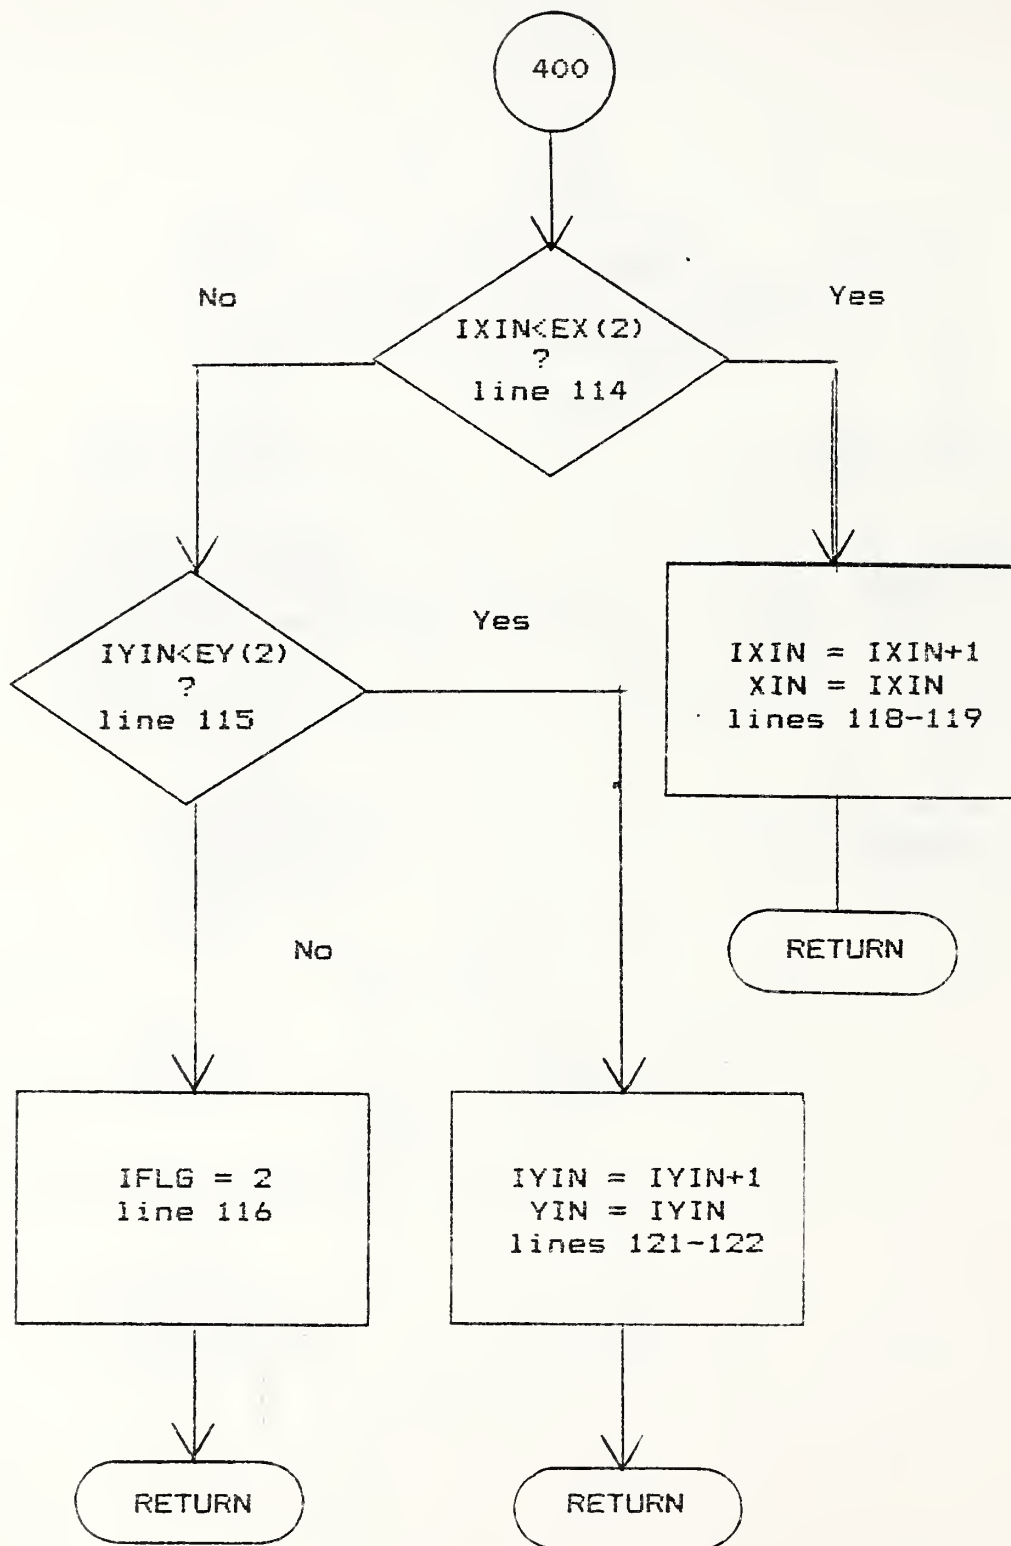 400
No
Yes
IXIN<EX(2)
?
line 114
Yes
IYIN<EY(2)
?
line 115
IXIN = IXIN+1
XIN = IXIN
lines 118-119
RETURN
No
IFLG = 2
line 116
IYIN = IYIN+1
YIN = IYIN
lines 121-122
RETURN
RETURN